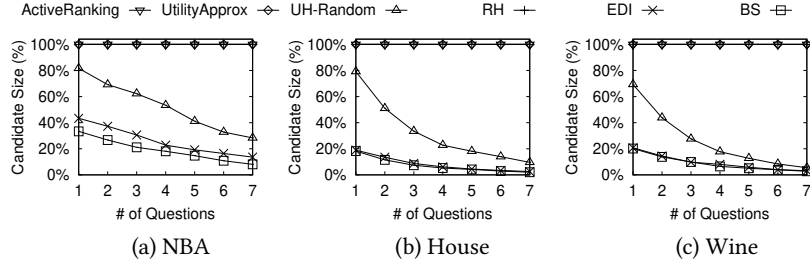 ActiveRanking UtilityApprox UH-Random RH EDI BS
Candidate Size (%)
100%
80%
60%
40%
20%
0%
1 2 3 4 5 6 7
# of Questions
(a) NBA
Candidate Size (%)
100%
80%
60%
40%
20%
0%
1 2 3 4 5 6 7
# of Questions
(b) House
Candidate Size (%)
100%
80%
60%
40%
20%
0%
1 2 3 4 5 6 7
# of Questions
(c) Wine